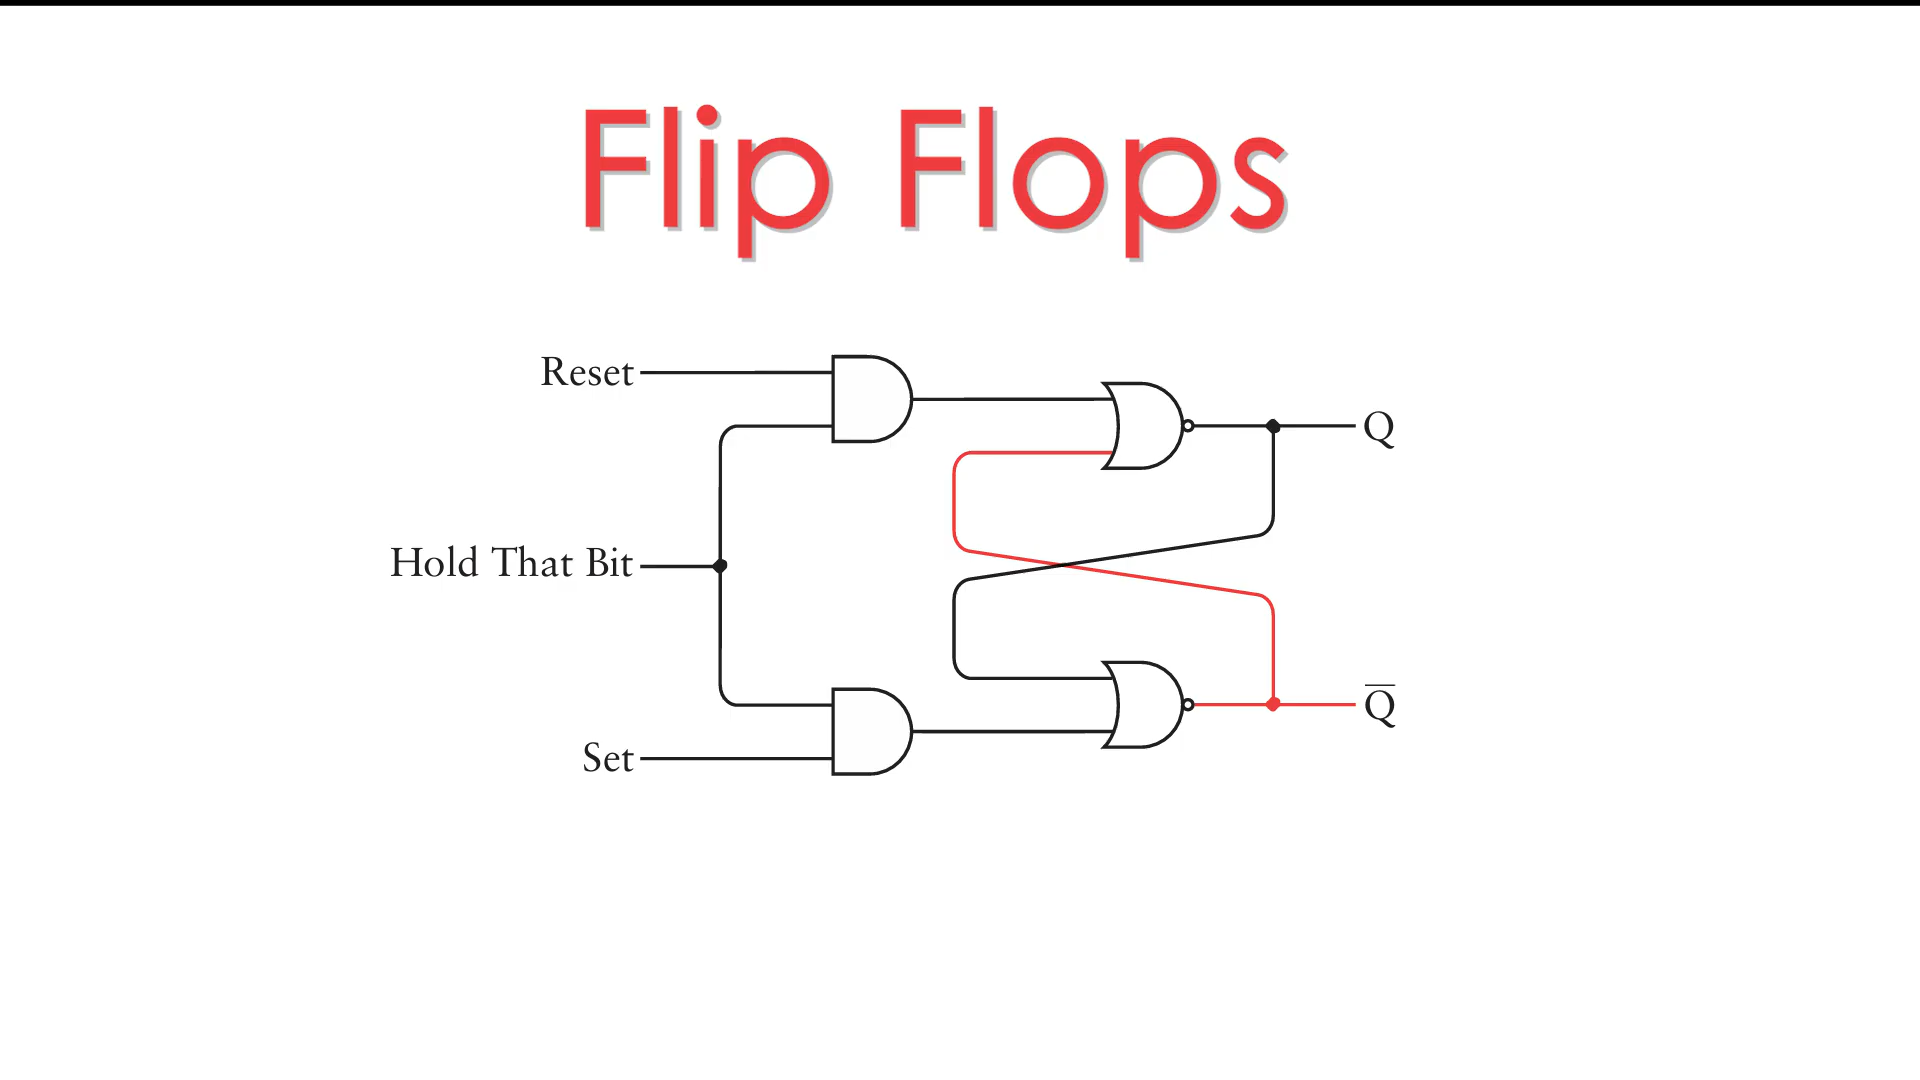 Flip Flops
Reset
Q
Hold That Bit
Q̅
Set